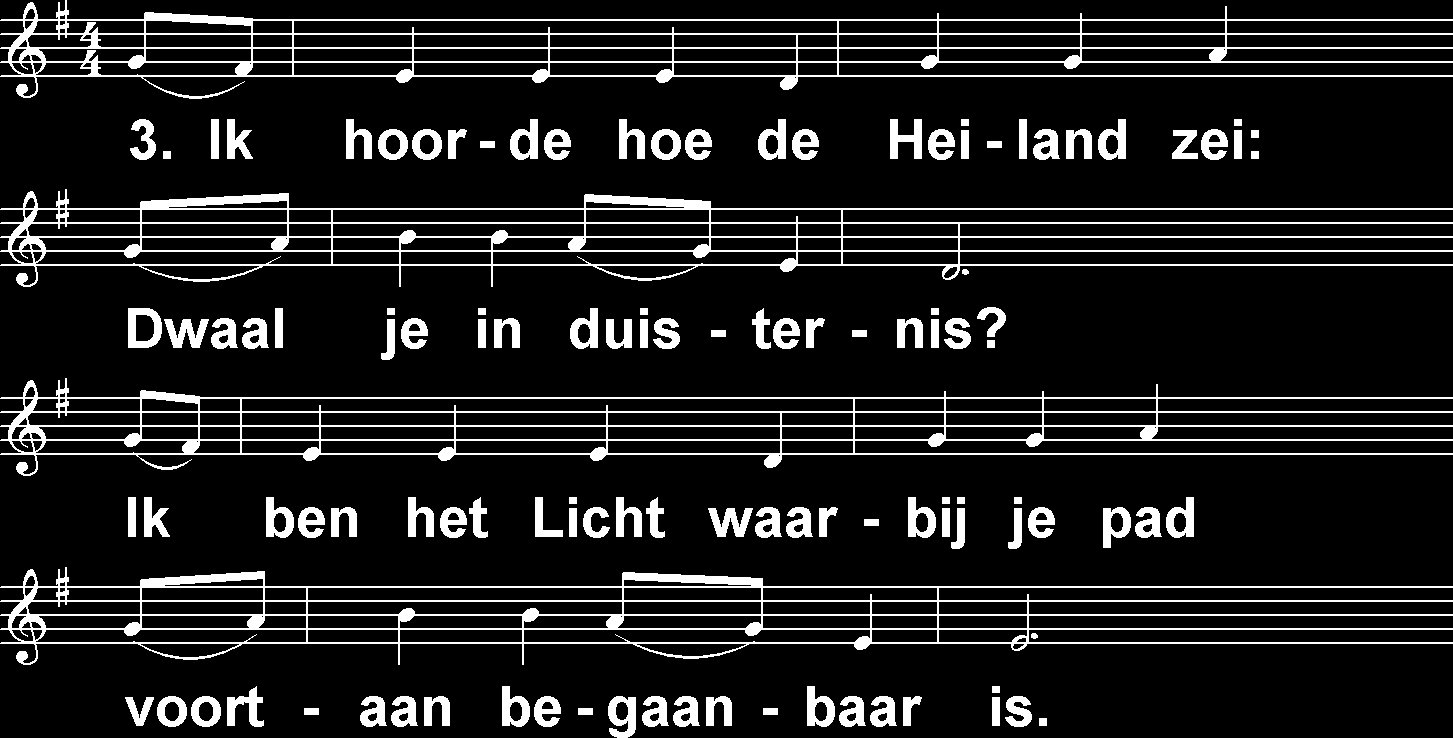 3. Ik hoor - de hoe de Hei - land zei:
Dwaal je in duis - ter - nis?
Ik ben het Licht waar - bij je pad
voort - aan be - gaan - baar is.